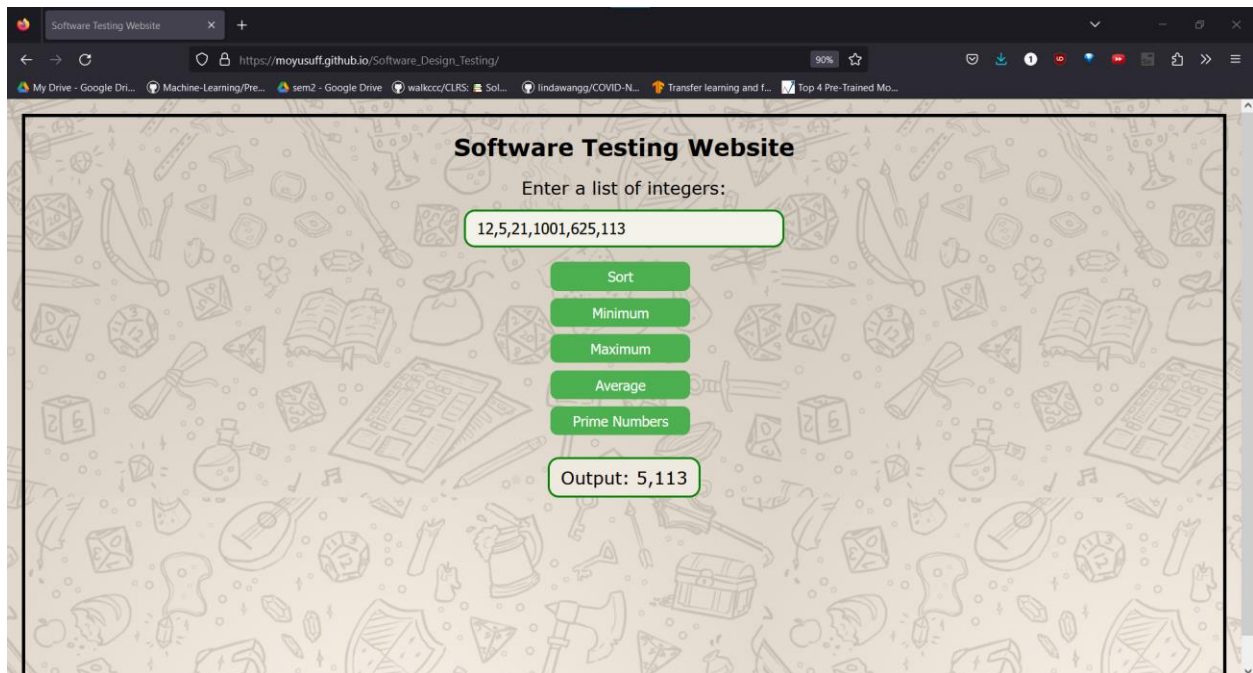 Software Testing Website
https://moyusuff.github.io/Software_Design_Testing/
90%
My Drive - Google Dri... Machine-Learning/Pre... sem2 - Google Drive walkccc/CLRS: Sol... lindawangg/COVID-N... Transfer learning and f... Top 4 Pre-Trained Mo...
Software Testing Website
Enter a list of integers:
12,5,21,1001,625,113
Sort
Minimum
Maximum
Average
Prime Numbers
Output: 5,113